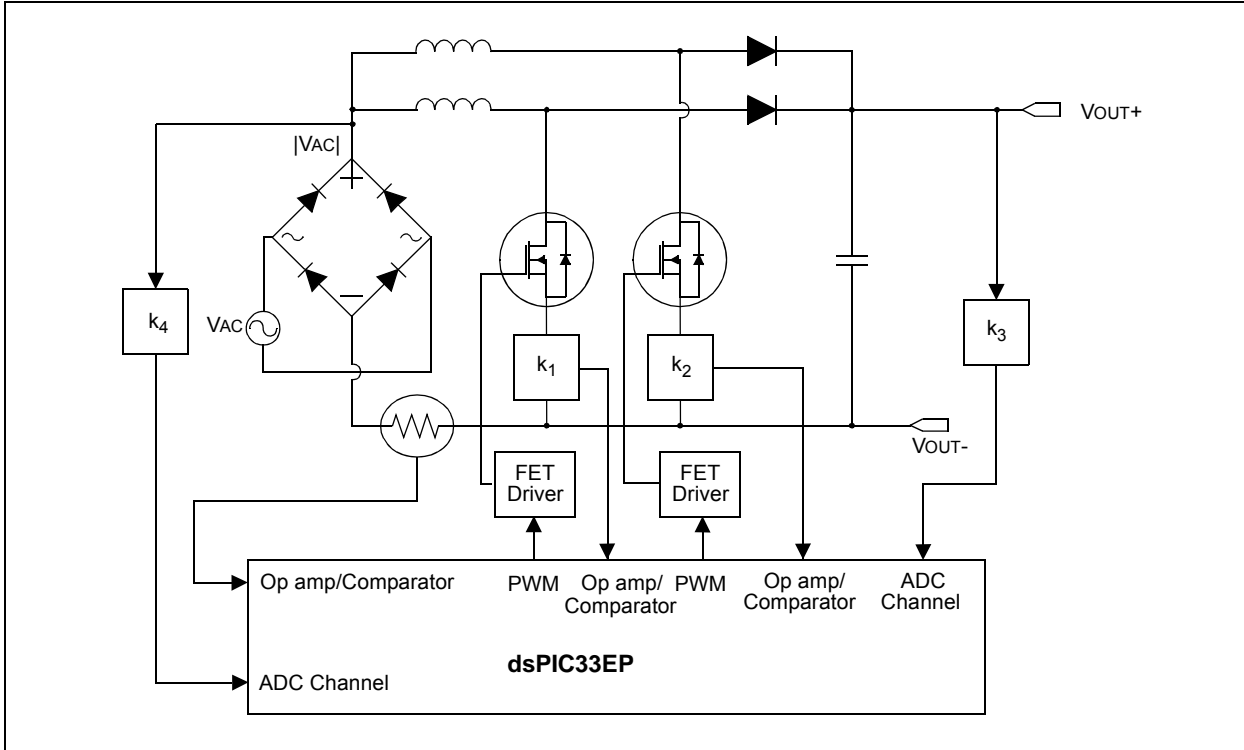 VOUT+
|VAC|
+
−
k4
VAC
k1
k2
k3
VOUT-
FET
Driver
FET
Driver
Op amp/Comparator
PWM
Op amp/
Comparator
PWM
Op amp/
Comparator
ADC
Channel
dsPIC33EP
ADC Channel